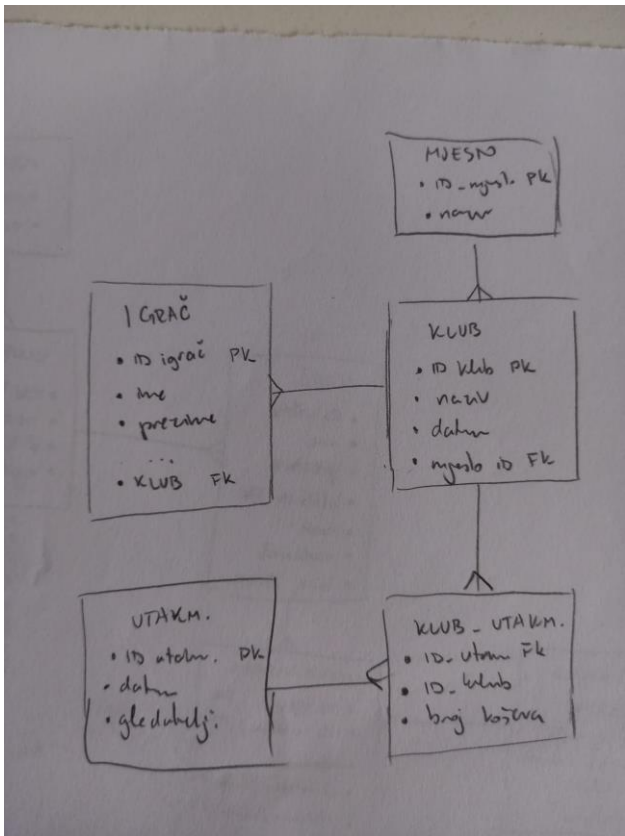 MJESTO
• ID_mjesto PK
• naziv
IGRAČ
• ID igrač PK
• ime
• prezime
...
• KLUB FK
KLUB
• ID klub PK
• naziv
• datum
• mjesto ID FK
UTAKM.
• ID utakm. PK
• datum
• gledatelj.
KLUB_UTAKM.
• ID_utakm FK
• ID_klub
• broj koševa